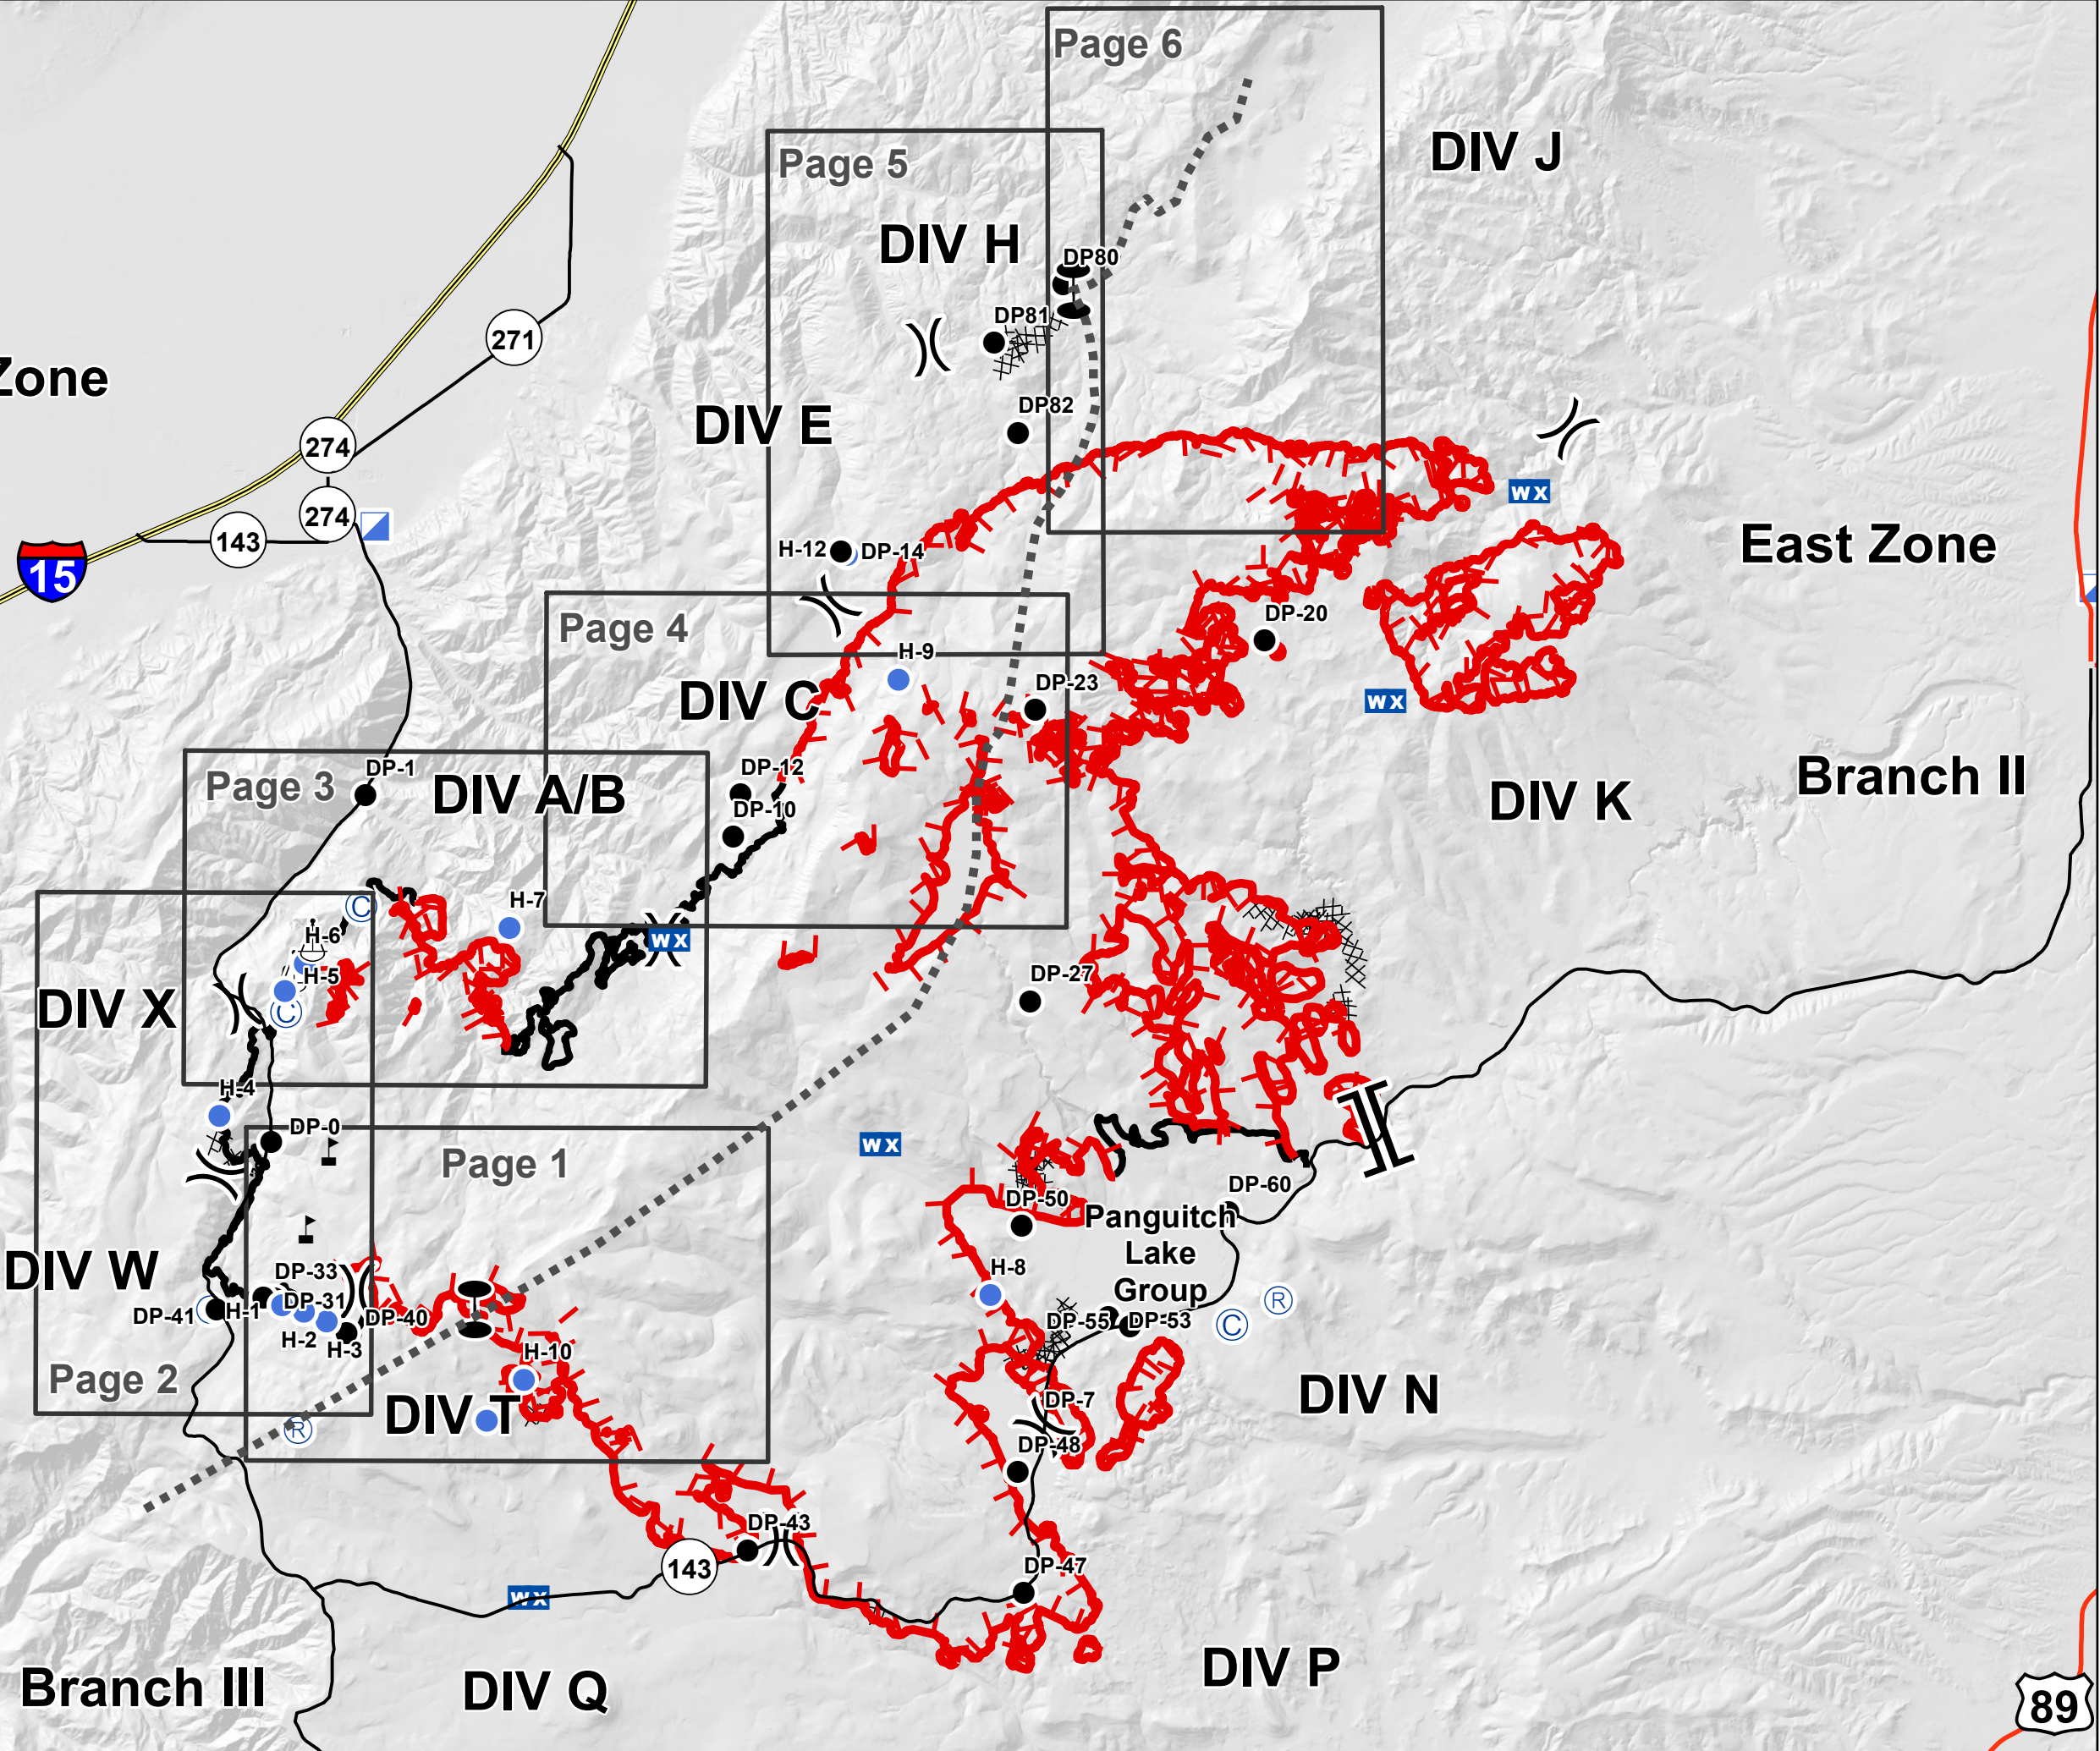 Page 6
DIV J
Page 5
DIV H
DP80
DP81
271
Zone
DP82
DIV E
274
WX
274
143
East Zone
H-12
DP-14
15
DP-20
Page 4
H-9
DP-23
DIV C
WX
DP-1
DP-12
Branch II
Page 3
DIV A/B
DIV K
DP-10
H-7
C
H-6
WX
H-5
DP-27
DIV X
C
H-4
DP-0
WX
Page 1
DP-60
DP-50
Panguitch
Lake
Group
DIV W
DP-33
H-8
R
DP-31
DP-41
H-1
DP-40
DP-55
DP-53
C
H-2
H-3
H-10
Page 2
DIV N
DP-7
DIV T
R
DP-48
DP-43
143
DP-47
WX
DIV P
Branch III
DIV Q
89